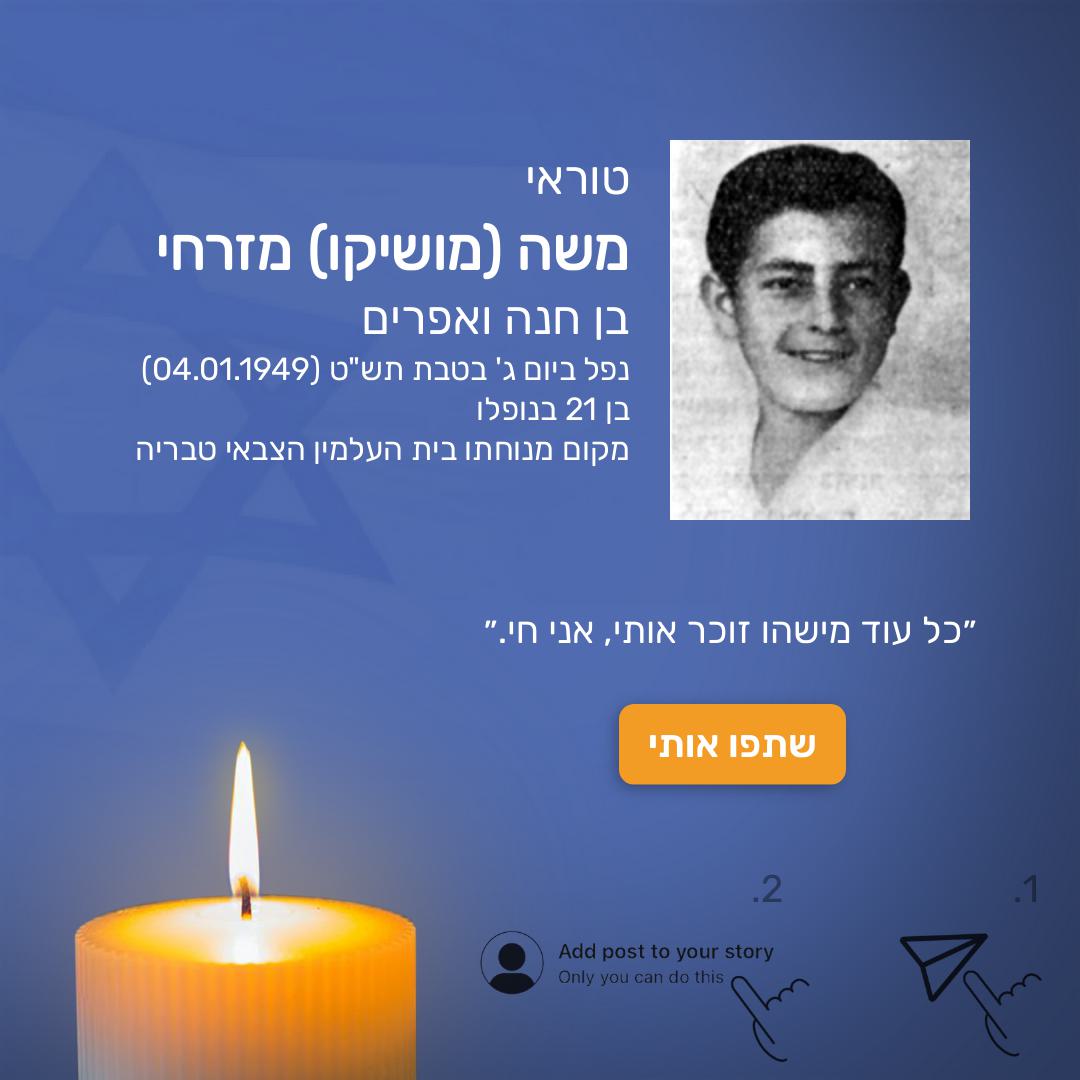 טוראי
משה (מושיקו) מזרחי
בן חנה ואפרים
נפל ביום ג' בטבת תש"ט (04.01.1949)
בן 21 בנופלו
מקום מנוחתו בית העלמין הצבאי טבריה
״כל עוד מישהו זוכר אותי, אני חי.״
שתפו אותי
.1
.2
Add post to your story
Only you can do this